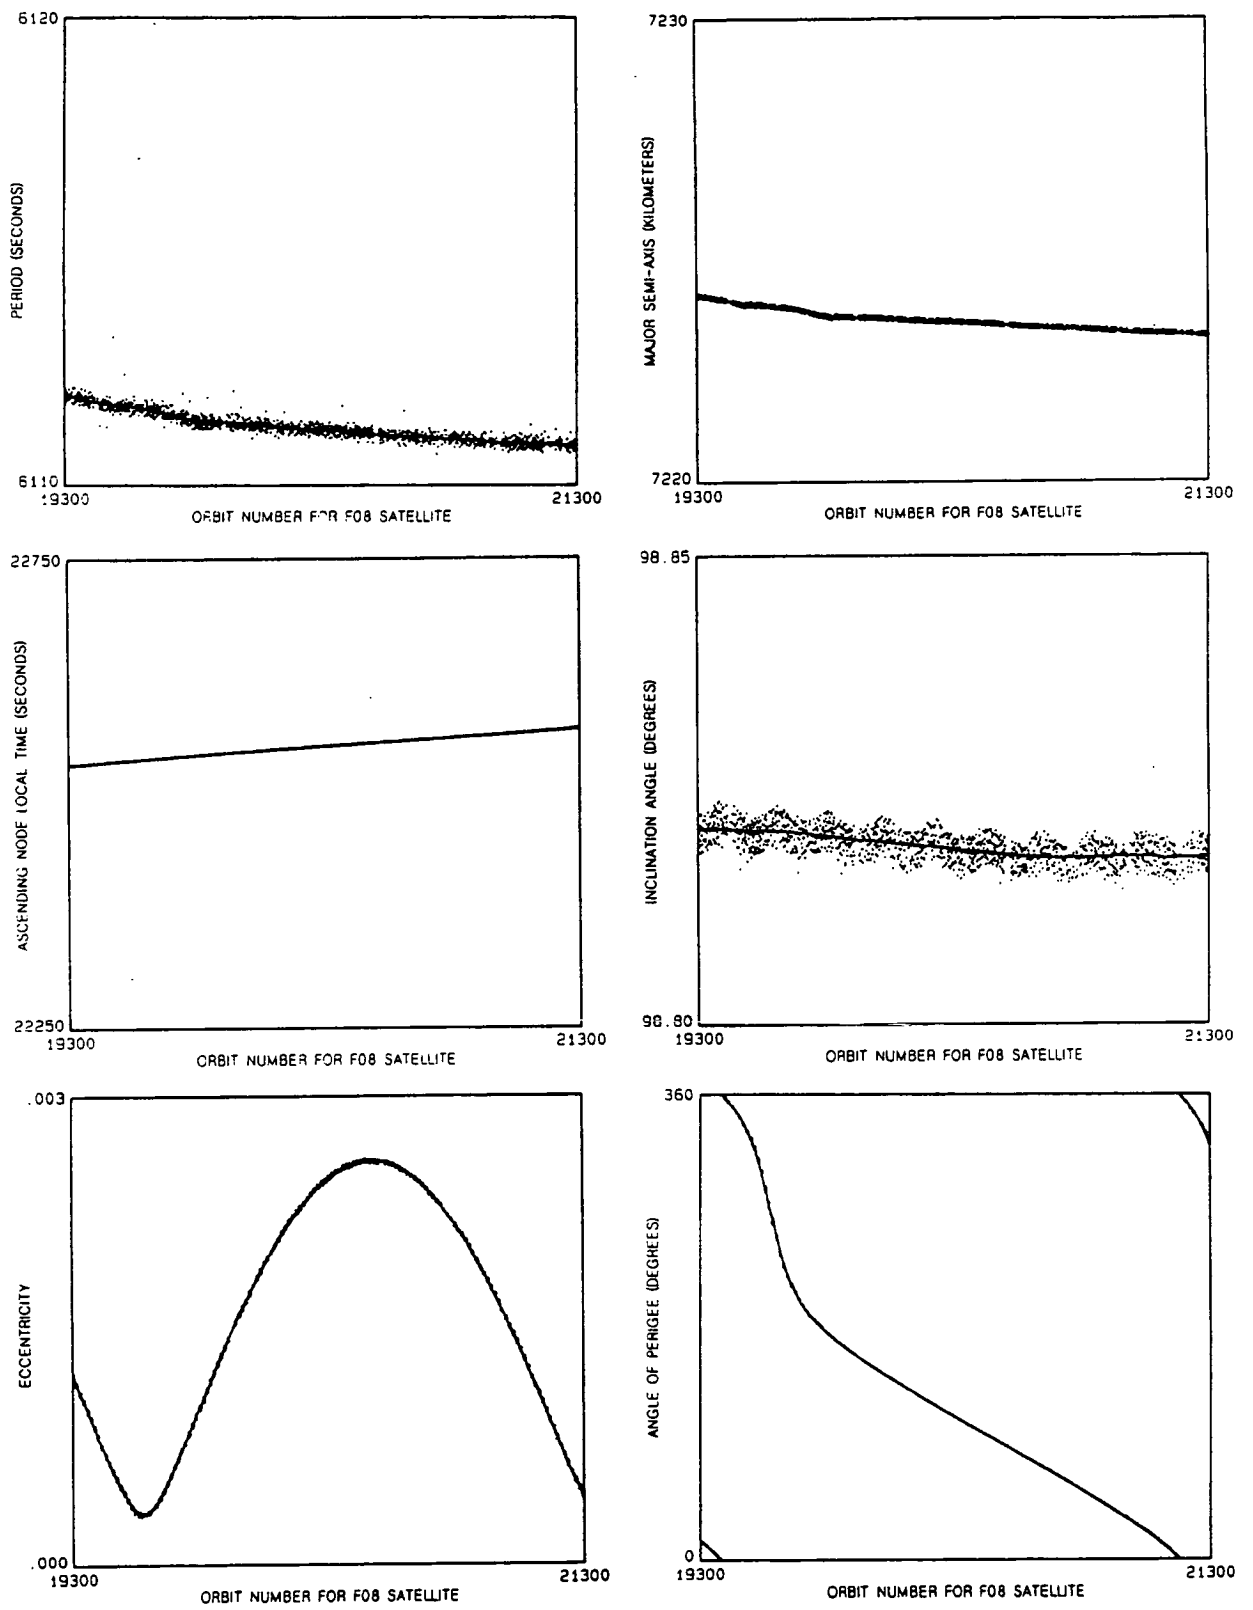 6120
PERIOD (SECONDS)
6110
19300
21300
ORBIT NUMBER FOR F08 SATELLITE
7230
MAJOR SEMI-AXIS (KILOMETERS)
7220
19300
21300
ORBIT NUMBER FOR F08 SATELLITE
22750
ASCENDING NODE LOCAL TIME (SECONDS)
22250
19300
21300
ORBIT NUMBER FOR F08 SATELLITE
98.85
INCLINATION ANGLE (DEGREES)
98.80
19300
21300
ORBIT NUMBER FOR F08 SATELLITE
.003
ECCENTRICITY
.000
19300
21300
ORBIT NUMBER FOR F08 SATELLITE
360
ANGLE OF PERIGEE (DEGREES)
0
19300
21300
ORBIT NUMBER FOR F08 SATELLITE